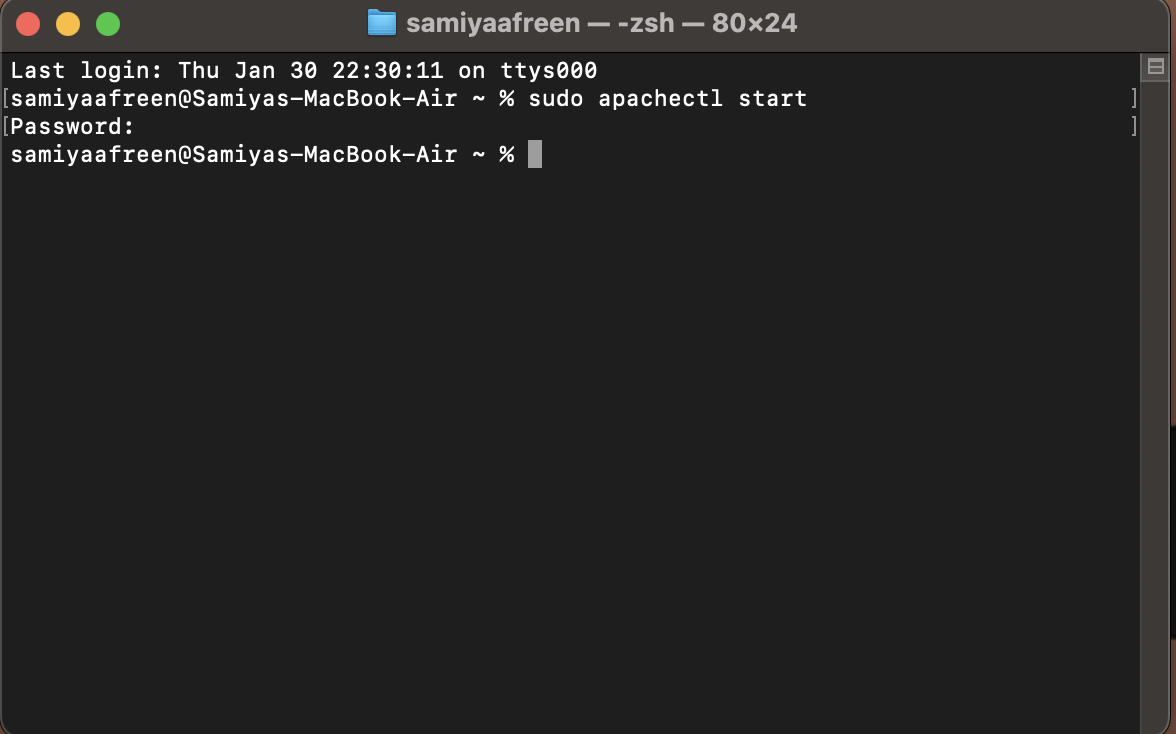 samiyaafreen — -zsh — 80×24
Last login: Thu Jan 30 22:30:11 on ttys000
[samiyaafreen@Samiyas-MacBook-Air ~ % sudo apachectl start ]
[Password: ]
samiyaafreen@Samiyas-MacBook-Air ~ %